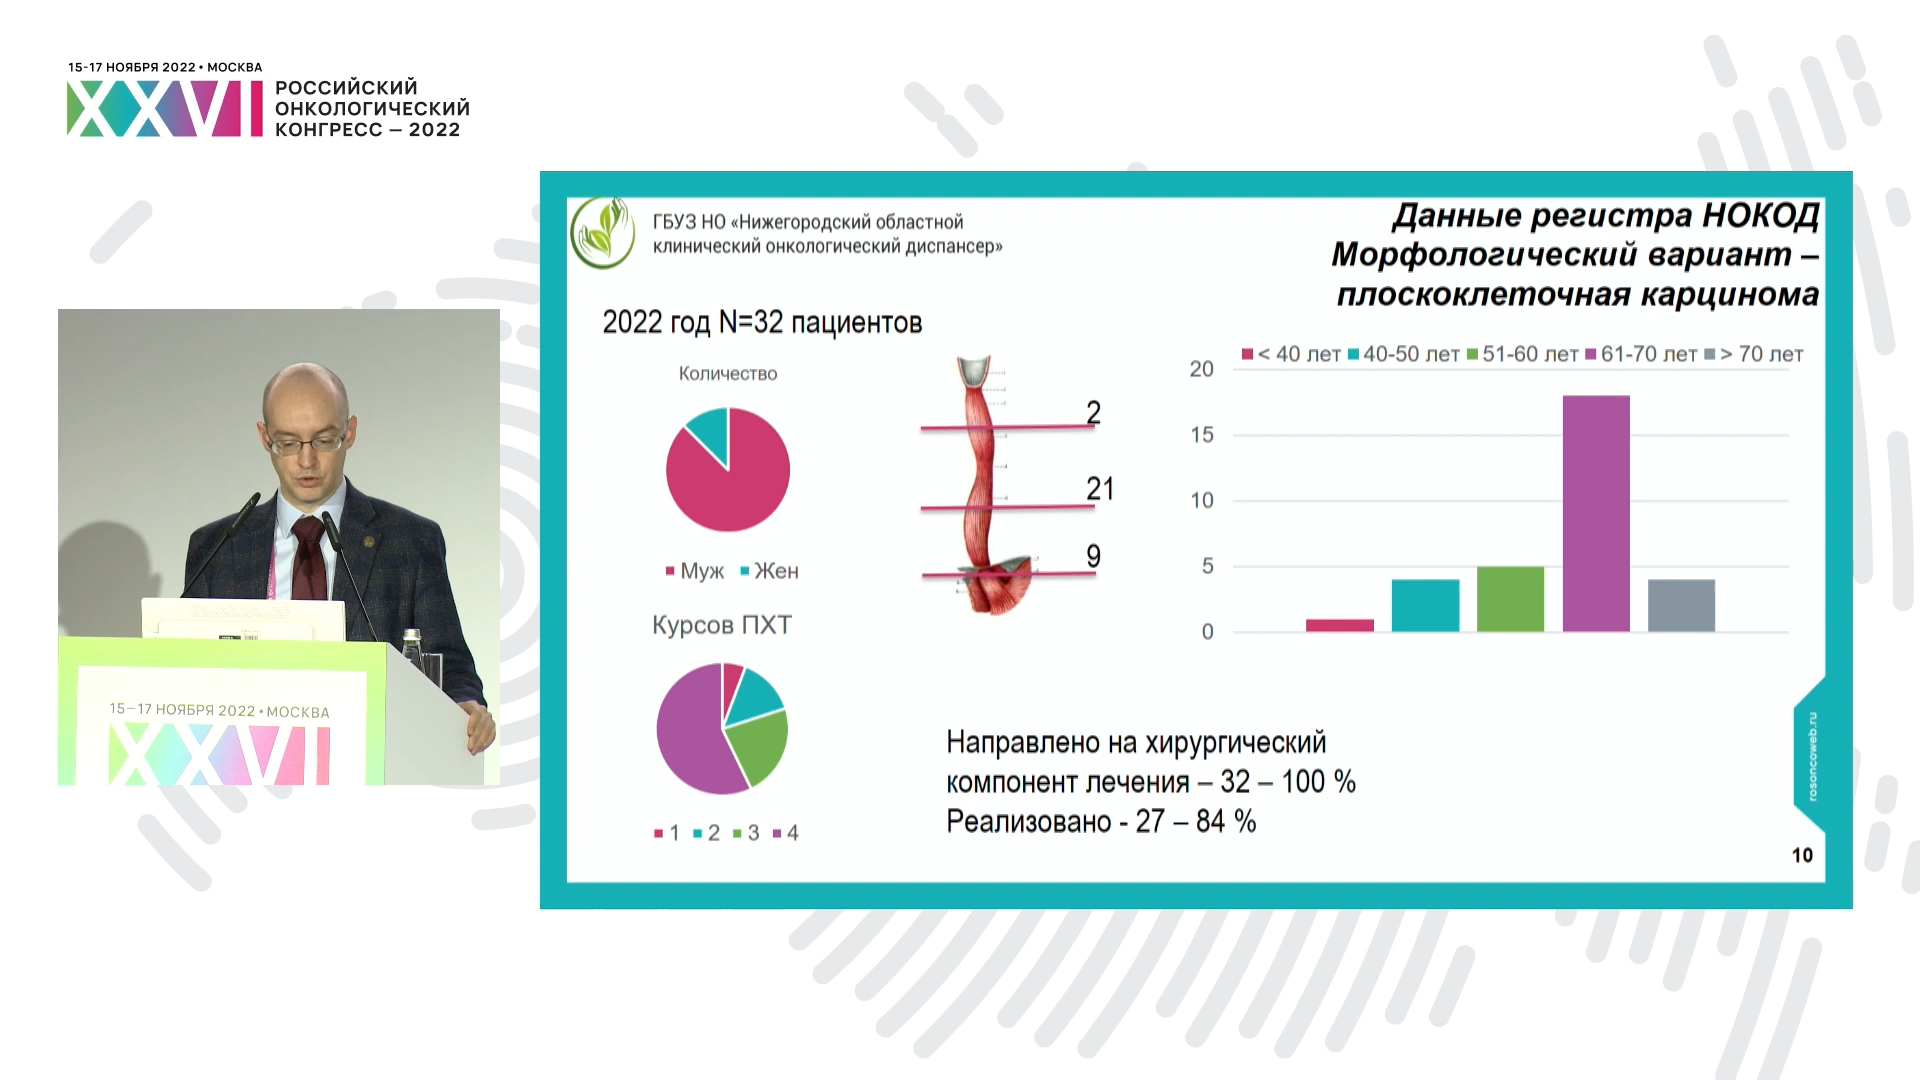 15-17 НОЯБРЯ 2022 • МОСКВА
XXVI
РОССИЙСКИЙ
ОНКОЛОГИЧЕСКИЙ
КОНГРЕСС – 2022
ГБУЗ НО «Нижегородский областной
клинический онкологический диспансер»
Данные регистра НОКОД
Морфологический вариант –
плоскоклеточная карцинома
2022 год N=32 пациентов
Количество
Муж Жен
Курсов ПХТ
1 2 3 4
2
21
9
< 40 лет 40-50 лет 51-60 лет 61-70 лет > 70 лет
20
15
10
5
0
Направлено на хирургический
компонент лечения – 32 – 100 %
Реализовано - 27 – 84 %
rosoncoweb.ru
10
15–17 НОЯБРЯ 2022 • МОСКВА
XXVI